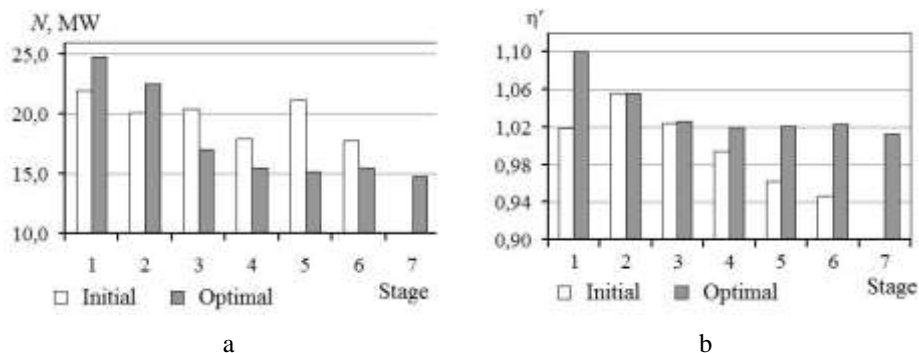 N, MW
25,0
20,0
15,0
10,0
1 2 3 4 5 6 7
Initial Optimal Stage
a
η′
1,10
1,06
1,02
0,98
0,94
0,90
1 2 3 4 5 6 7
Initial Optimal Stage
b